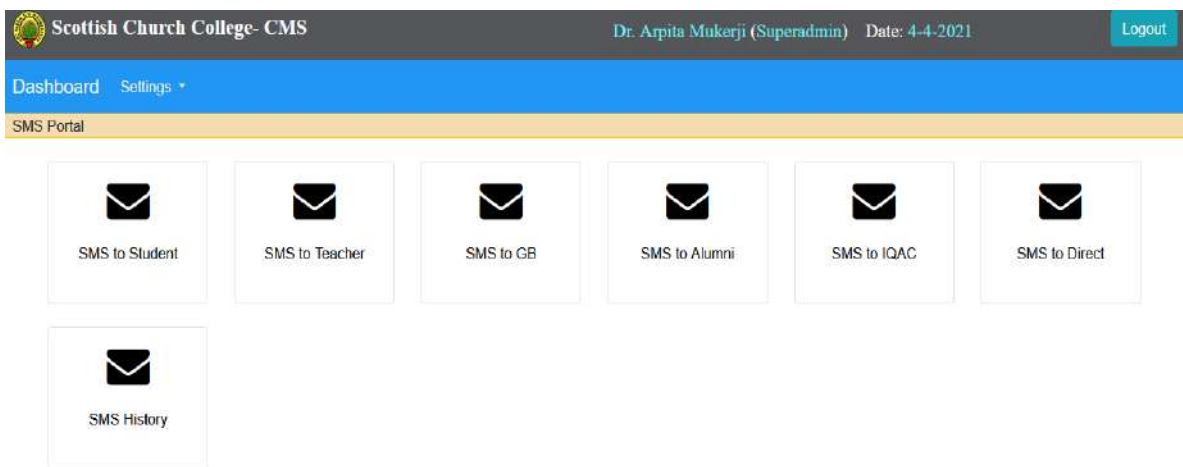 Scottish Church College- CMS
Dr. Arpita Mukerji (Superadmin) Date: 4-4-2021
Logout
Dashboard Settings
SMS Portal
SMS to Student
SMS to Teacher
SMS to GB
SMS to Alumni
SMS to IQAC
SMS to Direct
SMS History